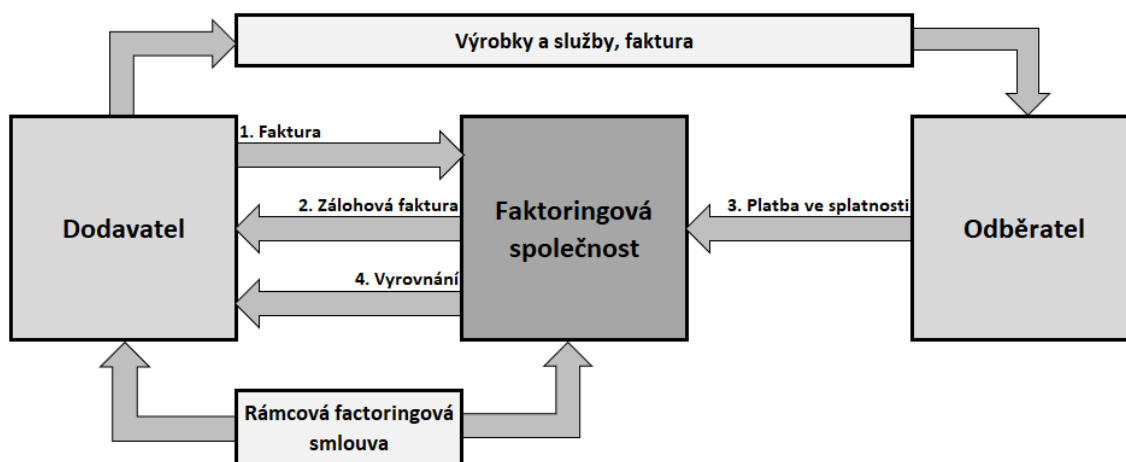 Výrobky a služby, faktura
1. Faktura
Dodavatel
2. Zálohová faktura
Faktoringová
společnost
3. Platba ve splatnosti
Odběratel
4. Vyrovnání
Rámcová factoringová
smlouva